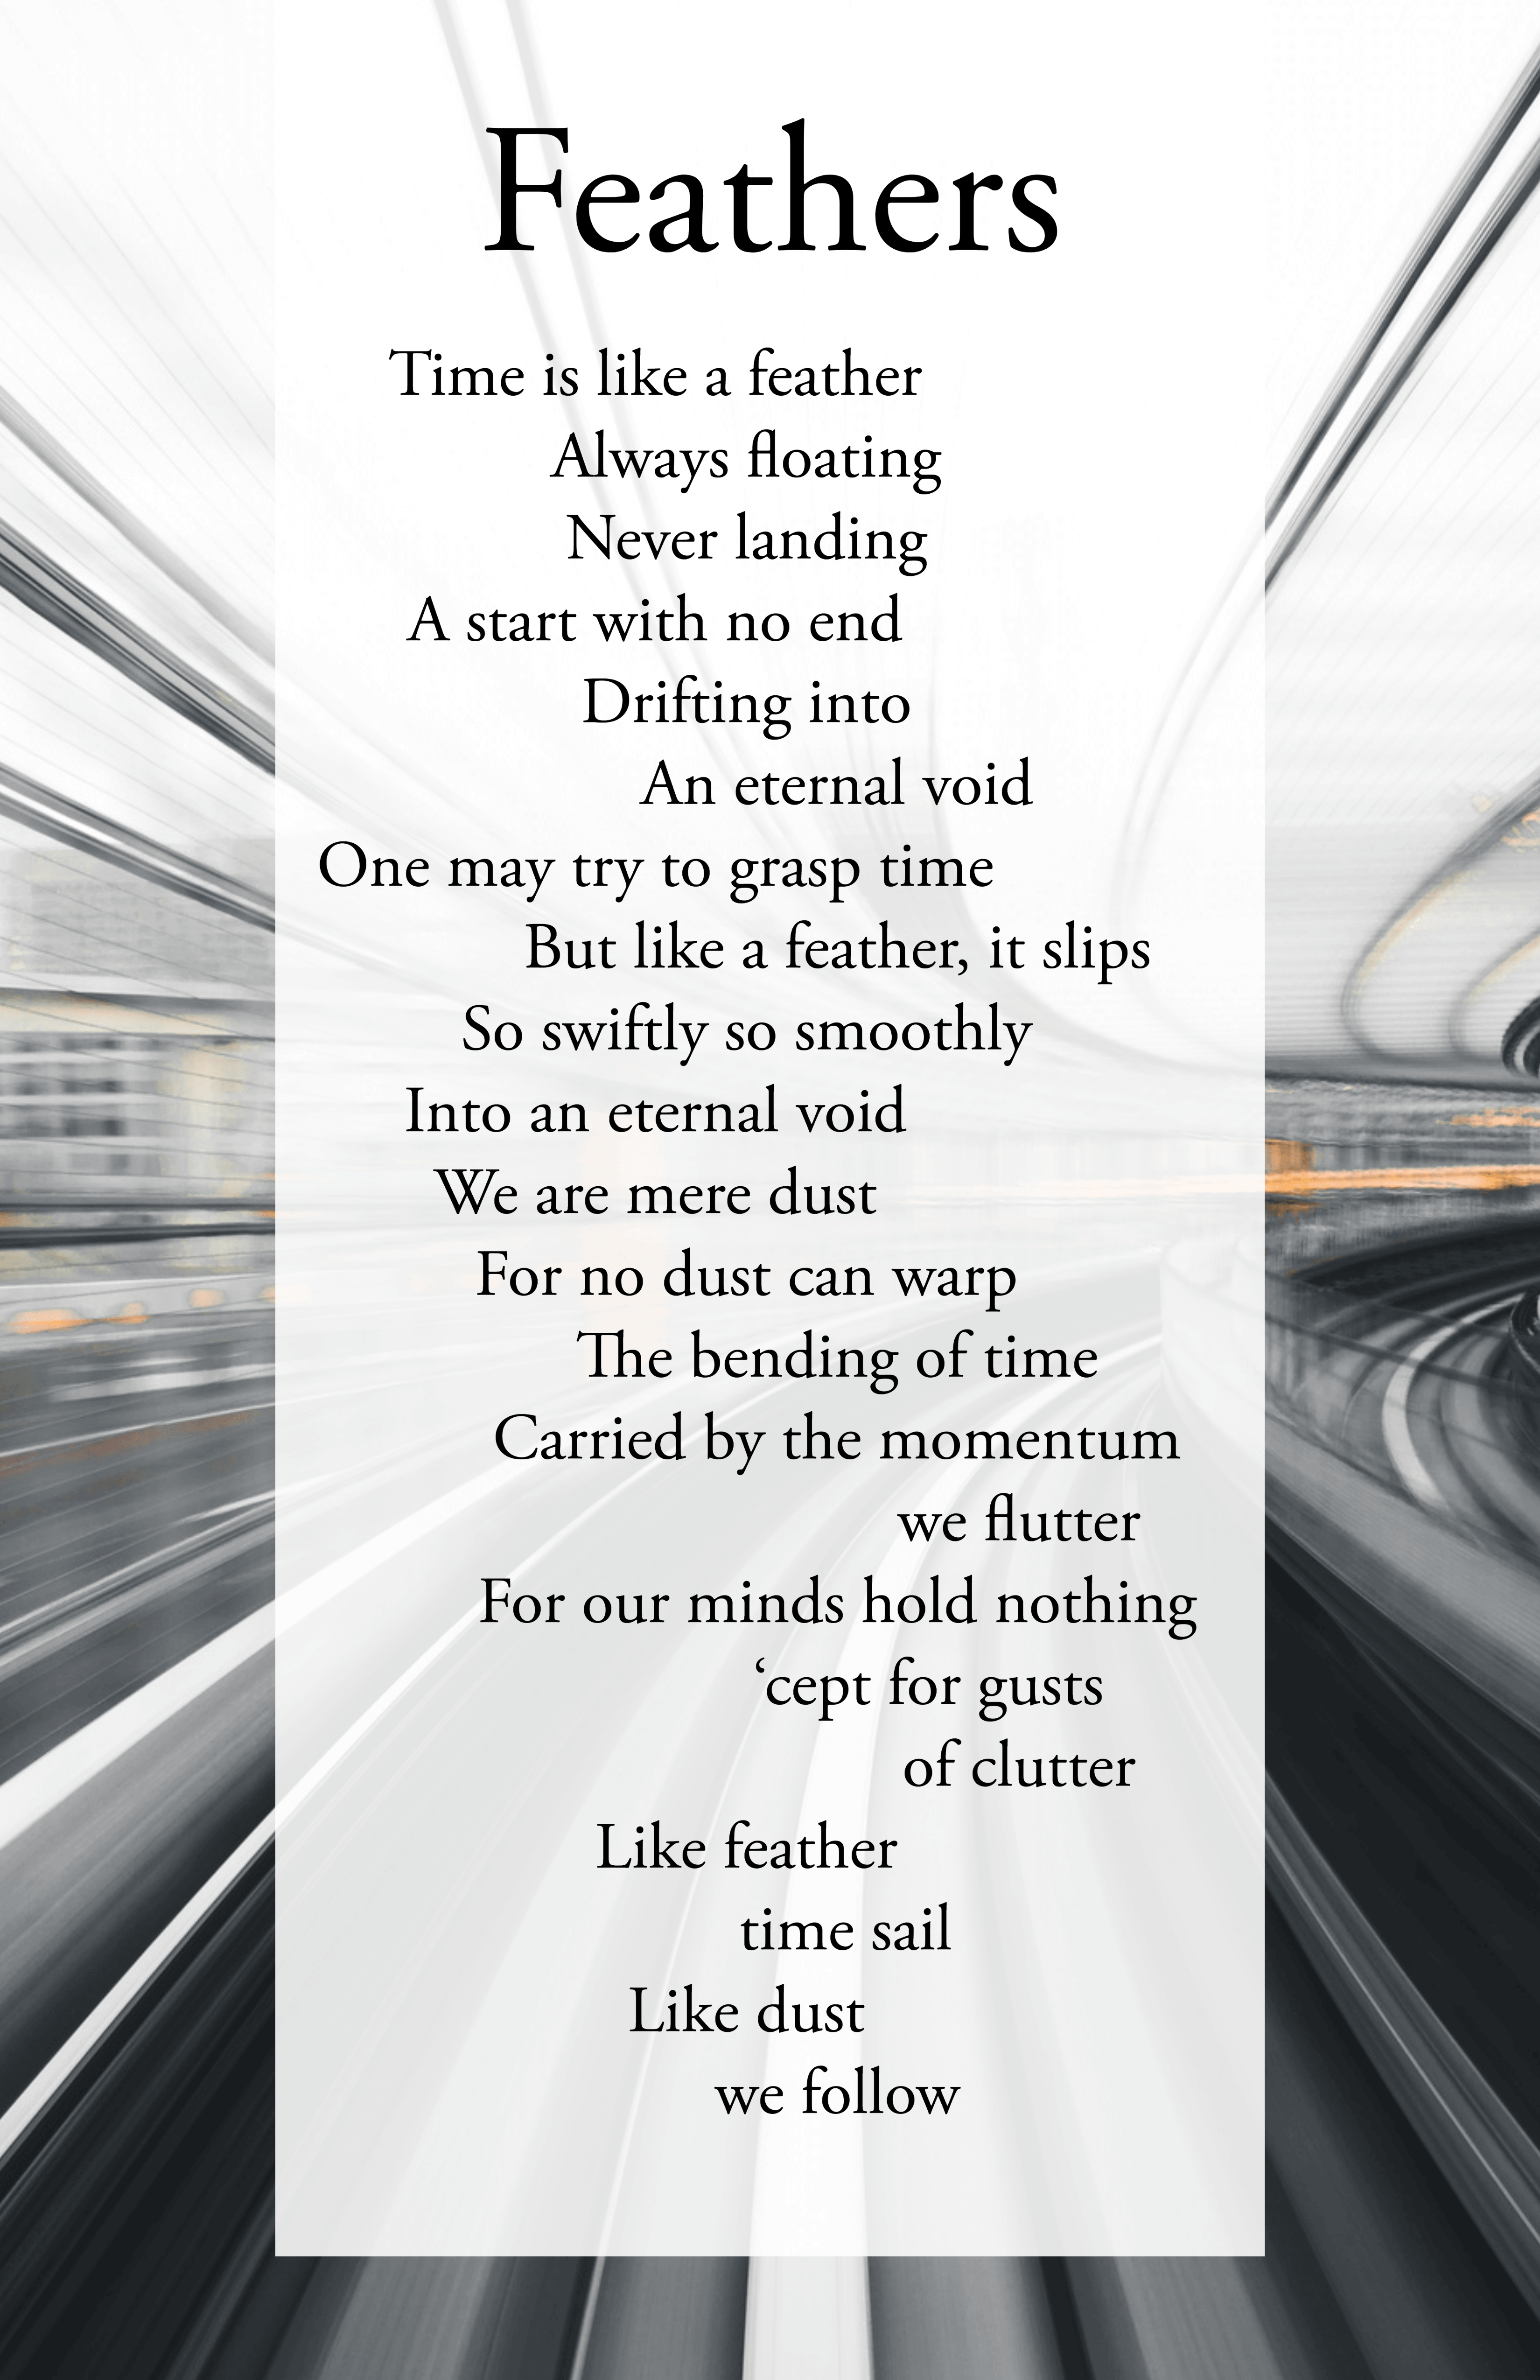 Feathers
Time is like a feather
Always floating
Never landing
A start with no end
Drifting into
An eternal void
One may try to grasp time
But like a feather, it slips
So swiftly so smoothly
Into an eternal void
We are mere dust
For no dust can warp
The bending of time
Carried by the momentum
we flutter
For our minds hold nothing
‘cept for gusts
of clutter
Like feather
time sail
Like dust
we follow